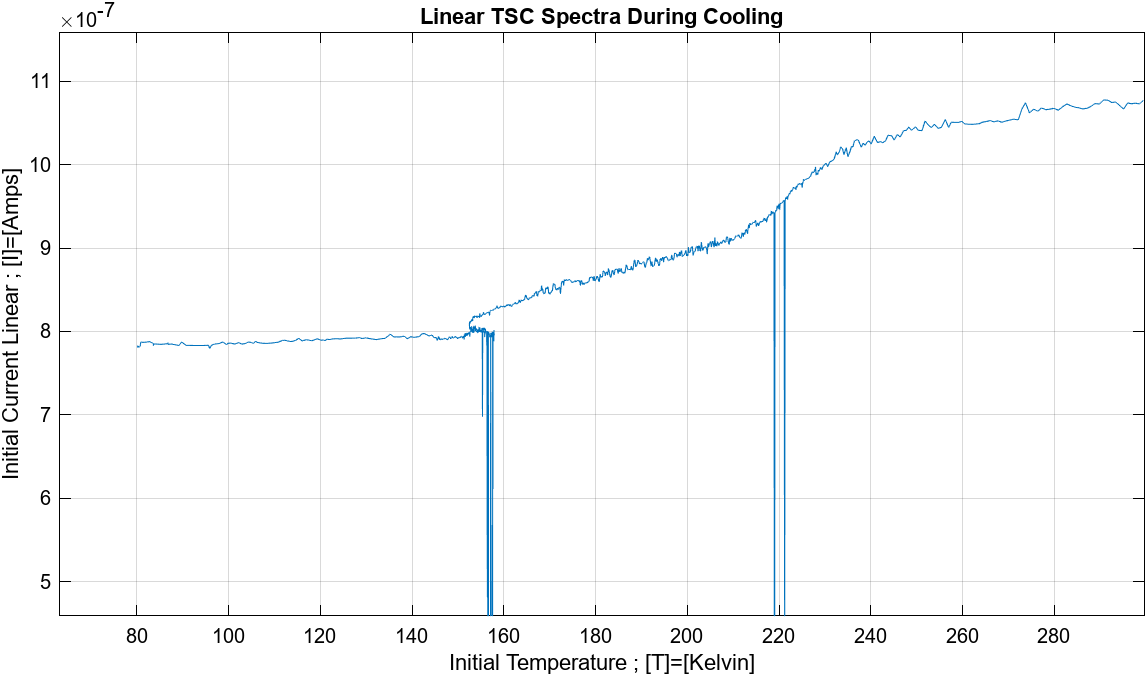 Linear TSC Spectra During Cooling
×10-7
11
10
9
8
7
6
5
Initial Current Linear ; [I]=[Amps]
80 100 120 140 160 180 200 220 240 260 280
Initial Temperature ; [T]=[Kelvin]